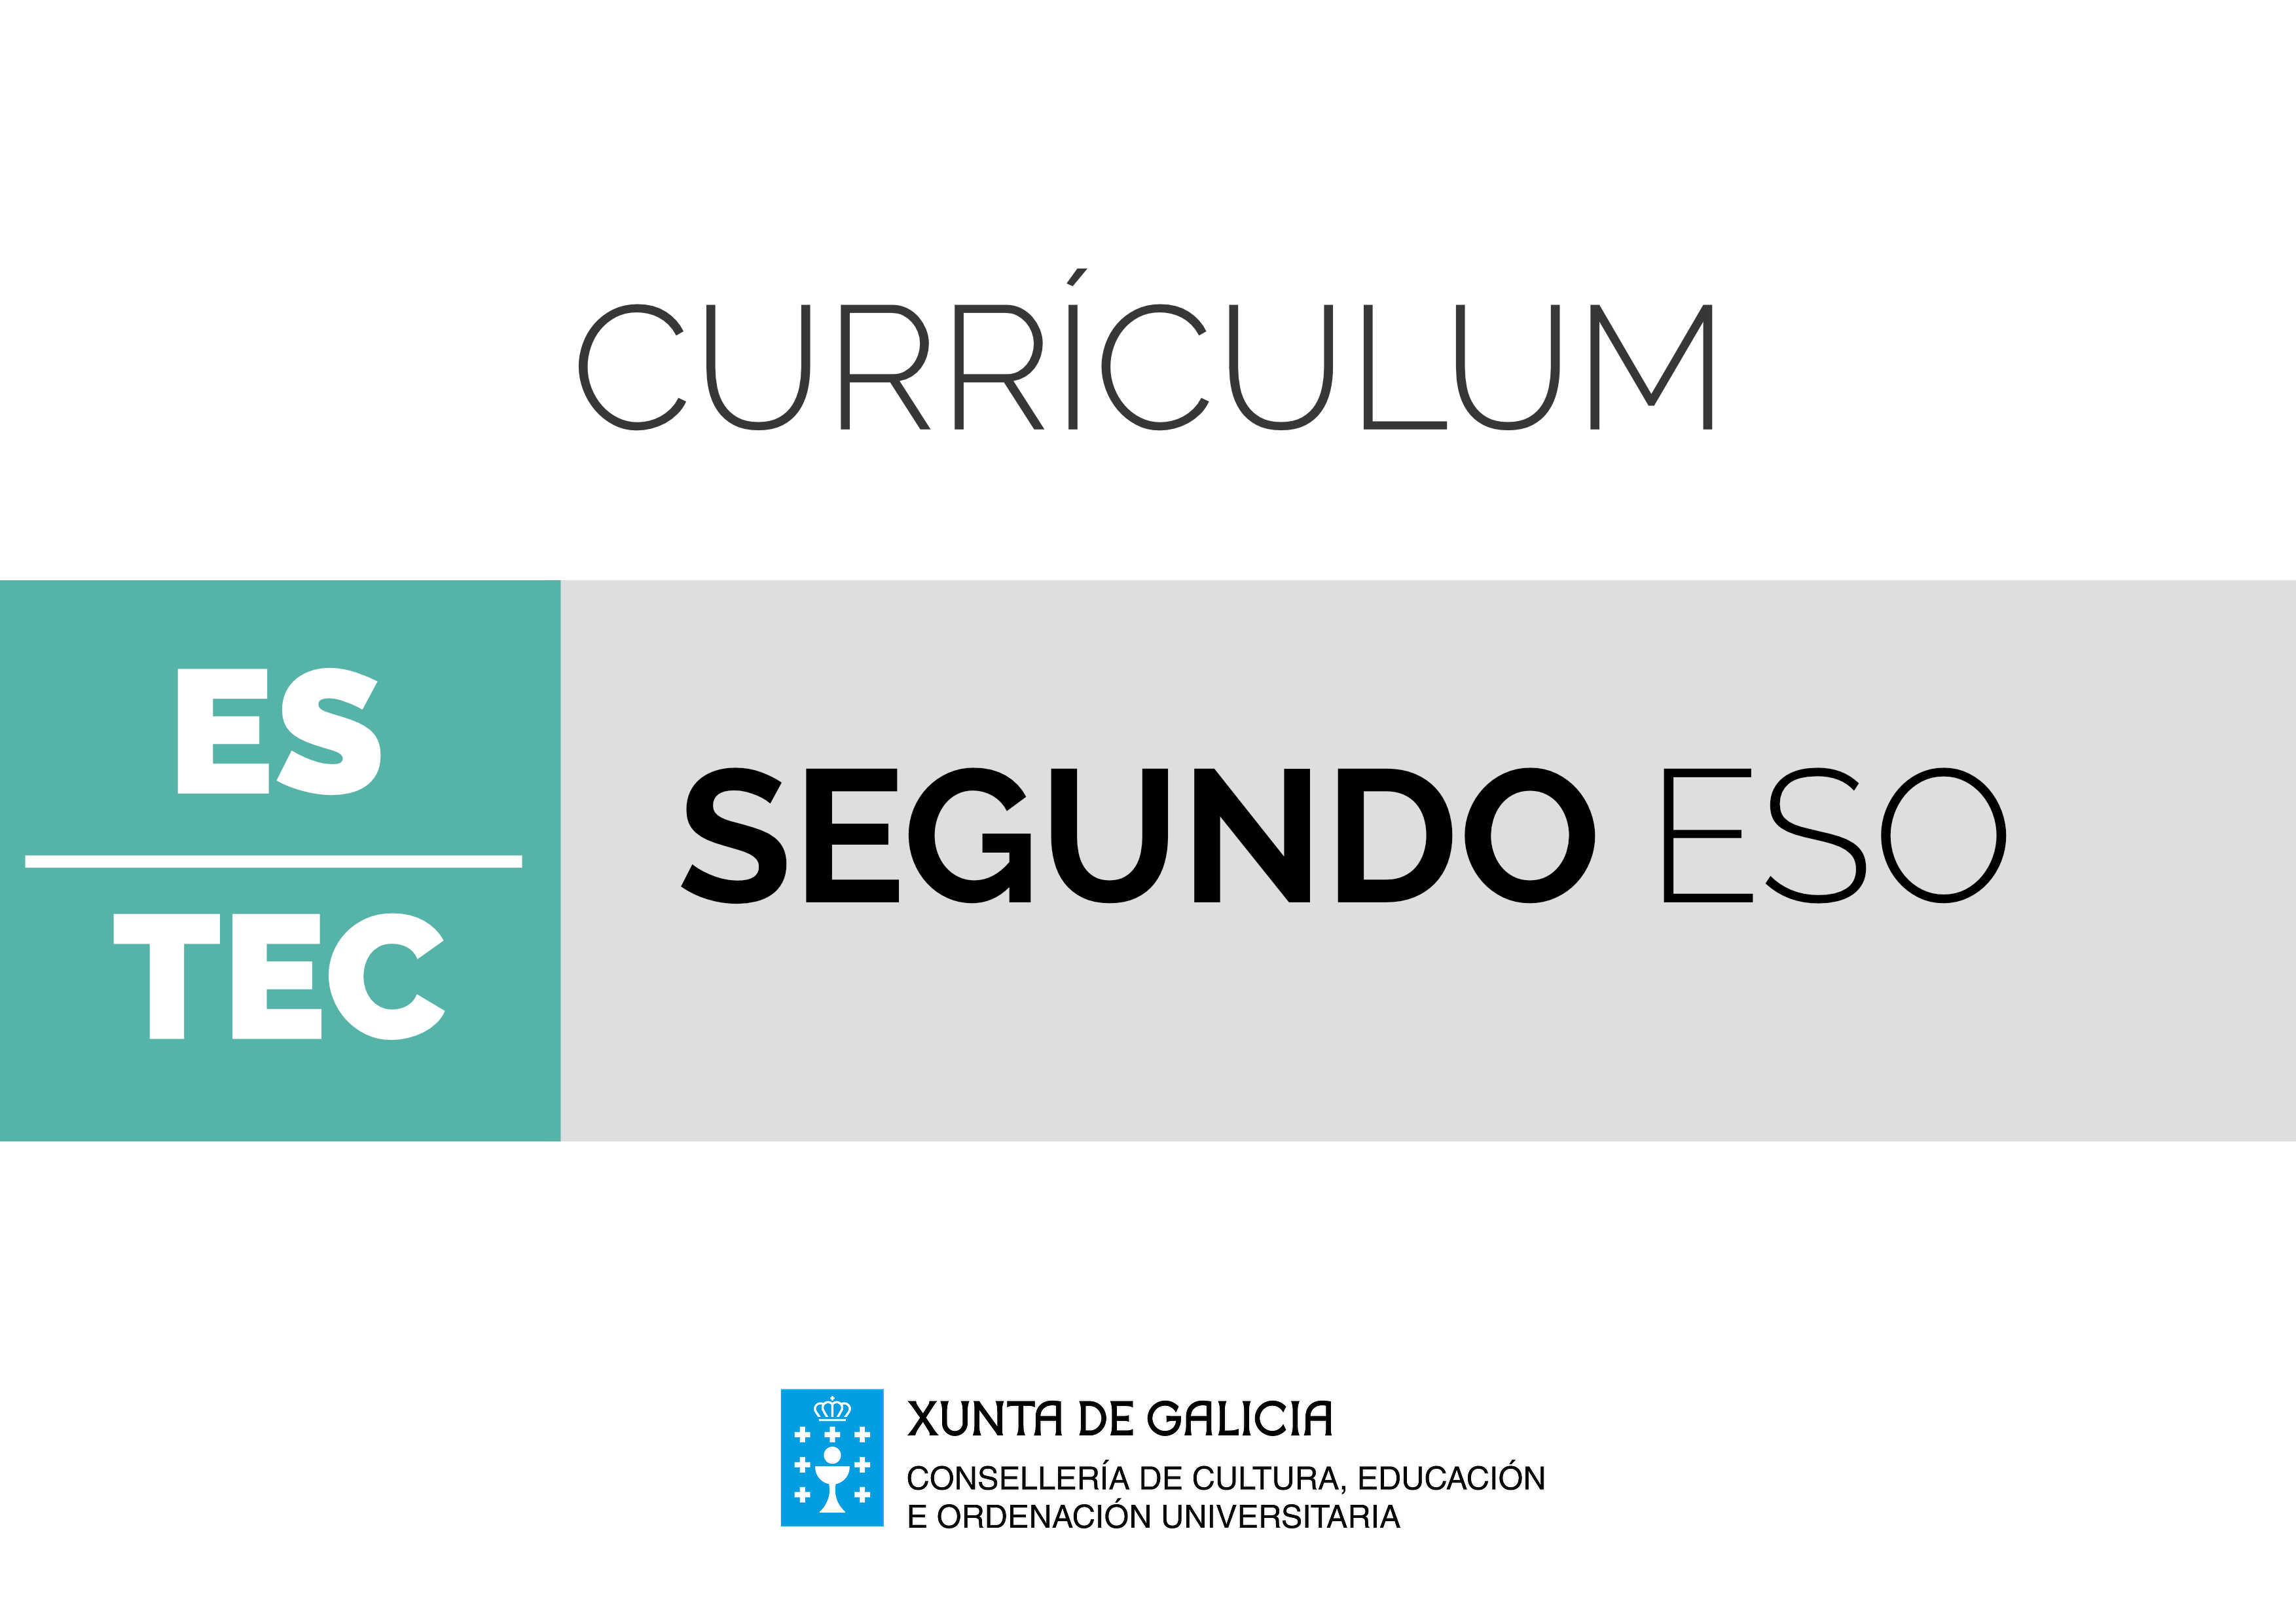 CURRÍCULUM
ES
TEC
SEGUNDO ESO
XUNTA DE GALICIA
CONSELLERÍA DE CULTURA, EDUCACIÓN
E ORDENACIÓN UNIVERSITARIA